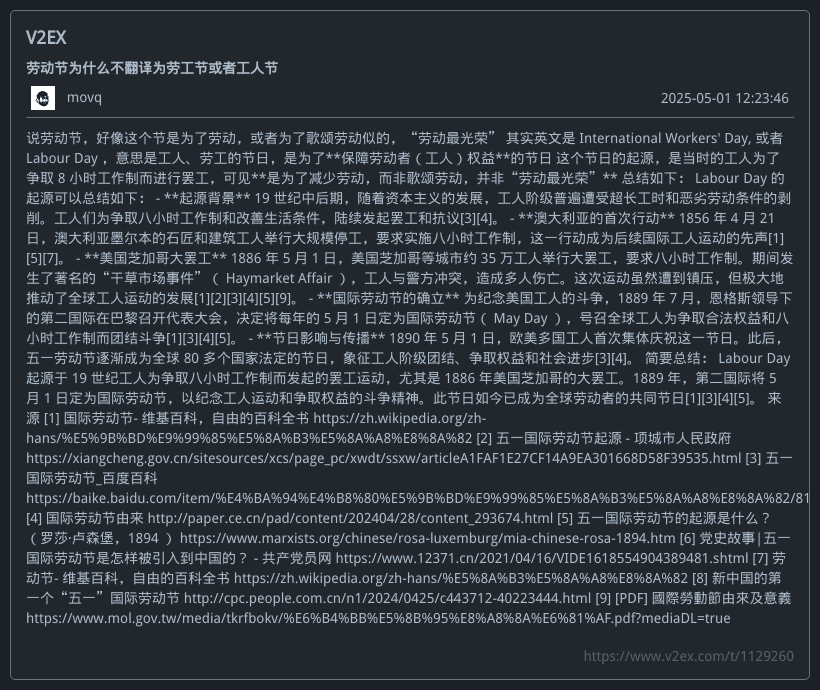 V2EX
劳动节为什么不翻译为劳工节或者工人节
movq
2025-05-01 12:23:46
说劳动节，好像这个节是为了劳动，或者为了歌颂劳动似的， “劳动最光荣” 其实英文是 International Workers' Day, 或者
Labour Day ，意思是工人、劳工的节日，是为了**保障劳动者（工人）权益**的节日 这个节日的起源，是当时的工人为了
争取 8 小时工作制而进行罢工，可见**是为了减少劳动，而非歌颂劳动，并非“劳动最光荣”** 总结如下： Labour Day 的
起源可以总结如下： - **起源背景** 19 世纪中后期，随着资本主义的发展，工人阶级普遍遭受超长工时和恶劣劳动条件的剥
削。工人们为争取八小时工作制和改善生活条件，陆续发起罢工和抗议[3][4]。 - **澳大利亚的首次行动** 1856 年 4 月 21
日，澳大利亚墨尔本的石匠和建筑工人举行大规模停工，要求实施八小时工作制，这一行动成为后续国际工人运动的先声[1]
[5][7]。 - **美国芝加哥大罢工** 1886 年 5 月 1 日，美国芝加哥等城市约 35 万工人举行大罢工，要求八小时工作制。期间发
生了著名的“干草市场事件”（ Haymarket Affair ），工人与警方冲突，造成多人伤亡。这次运动虽然遭到镇压，但极大地
推动了全球工人运动的发展[1][2][3][4][5][9]。 - **国际劳动节的确立** 为纪念美国工人的斗争，1889 年 7 月，恩格斯领导下
的第二国际在巴黎召开代表大会，决定将每年的 5 月 1 日定为国际劳动节（ May Day ），号召全球工人为争取合法权益和八
小时工作制而团结斗争[1][3][4][5]。 - **节日影响与传播** 1890 年 5 月 1 日，欧美多国工人首次集体庆祝这一节日。此后，
五一劳动节逐渐成为全球 80 多个国家法定的节日，象征工人阶级团结、争取权益和社会进步[3][4]。 简要总结： Labour Day
起源于 19 世纪工人为争取八小时工作制而发起的罢工运动，尤其是 1886 年美国芝加哥的大罢工。1889 年，第二国际将 5
月 1 日定为国际劳动节，以纪念工人运动和争取权益的斗争精神。此节日如今已成为全球劳动者的共同节日[1][3][4][5]。 来
源 [1] 国际劳动节- 维基百科，自由的百科全书 https://zh.wikipedia.org/zh-
hans/%E5%9B%BD%E9%99%85%E5%8A%B3%E5%8A%A8%E8%8A%82 [2] 五一国际劳动节起源 - 项城市人民政府
https://xiangcheng.gov.cn/sitesources/xcs/page_pc/xwdt/ssxw/articleA1FAF1E27CF14A9EA301668D58F39535.html [3] 五一
国际劳动节_百度百科
https://baike.baidu.com/item/%E4%BA%94%E4%B8%80%E5%9B%BD%E9%99%85%E5%8A%B3%E5%8A%A8%E8%8A%82/81
[4] 国际劳动节由来 http://paper.ce.cn/pad/content/202404/28/content_293674.html [5] 五一国际劳动节的起源是什么？
（罗莎·卢森堡，1894 ） https://www.marxists.org/chinese/rosa-luxemburg/mia-chinese-rosa-1894.htm [6] 党史故事|五一
国际劳动节是怎样被引入到中国的？ - 共产党员网 https://www.12371.cn/2021/04/16/VIDE1618554904389481.shtml [7] 劳
动节- 维基百科，自由的百科全书 https://zh.wikipedia.org/zh-hans/%E5%8A%B3%E5%8A%A8%E8%8A%82 [8] 新中国的第
一个“五一”国际劳动节 http://cpc.people.com.cn/n1/2024/0425/c443712-40223444.html [9] [PDF] 國際勞動節由來及意義
https://www.mol.gov.tw/media/tkrfbokv/%E6%B4%BB%E5%8B%95%E8%A8%8A%E6%81%AF.pdf?mediaDL=true
https://www.v2ex.com/t/1129260